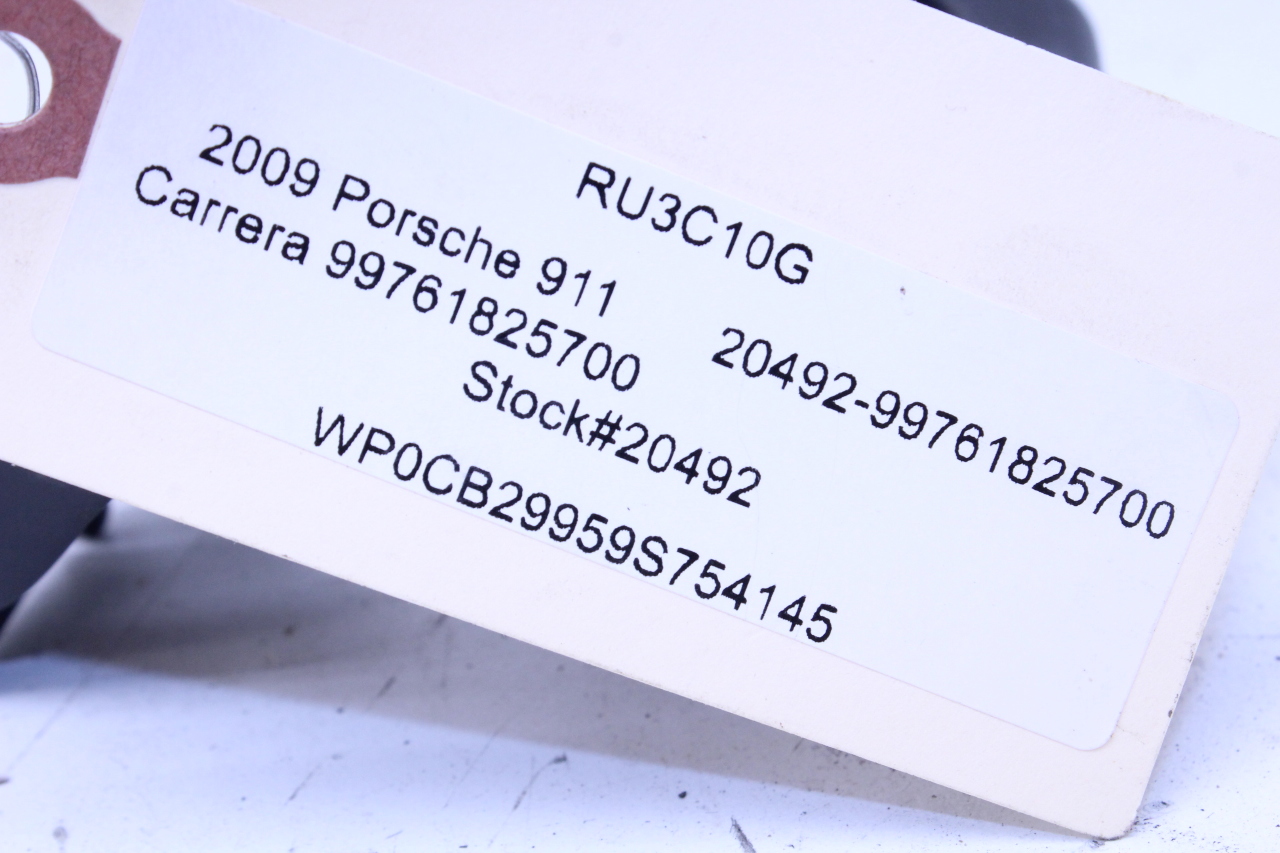 RU3C10G
2009 Porsche 911
Carrera 99761825700
20492-99761825700
Stock#20492
WP0CB29959S754145